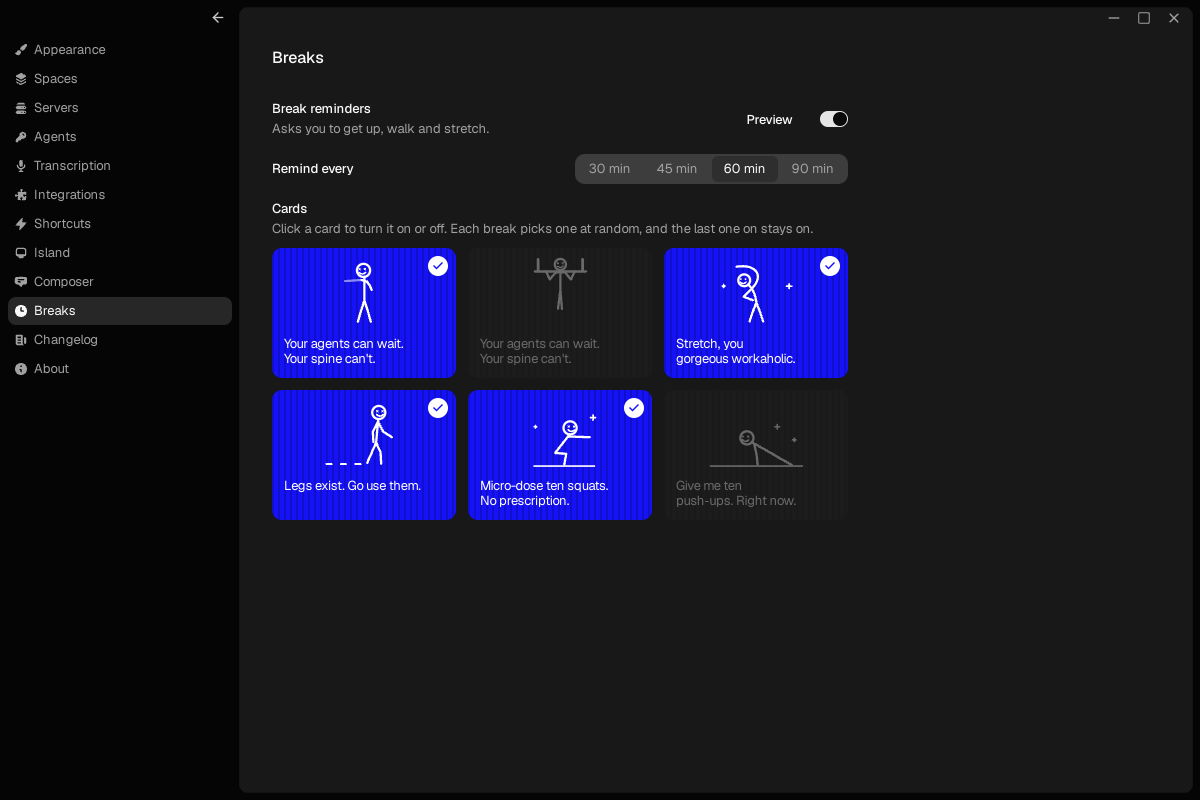 Appearance
Spaces
Servers
Agents
Transcription
Integrations
Shortcuts
Island
Composer
Breaks
Changelog
About
Breaks
Break reminders
Asks you to get up, walk and stretch.
Preview
Remind every
30 min 45 min 60 min 90 min
Cards
Click a card to turn it on or off. Each break picks one at random, and the last one on stays on.
Your agents can wait.
Your spine can't.
Your agents can wait.
Your spine can't.
Stretch, you
gorgeous workaholic.
Legs exist. Go use them.
Micro-dose ten squats.
No prescription.
Give me ten
push-ups. Right now.